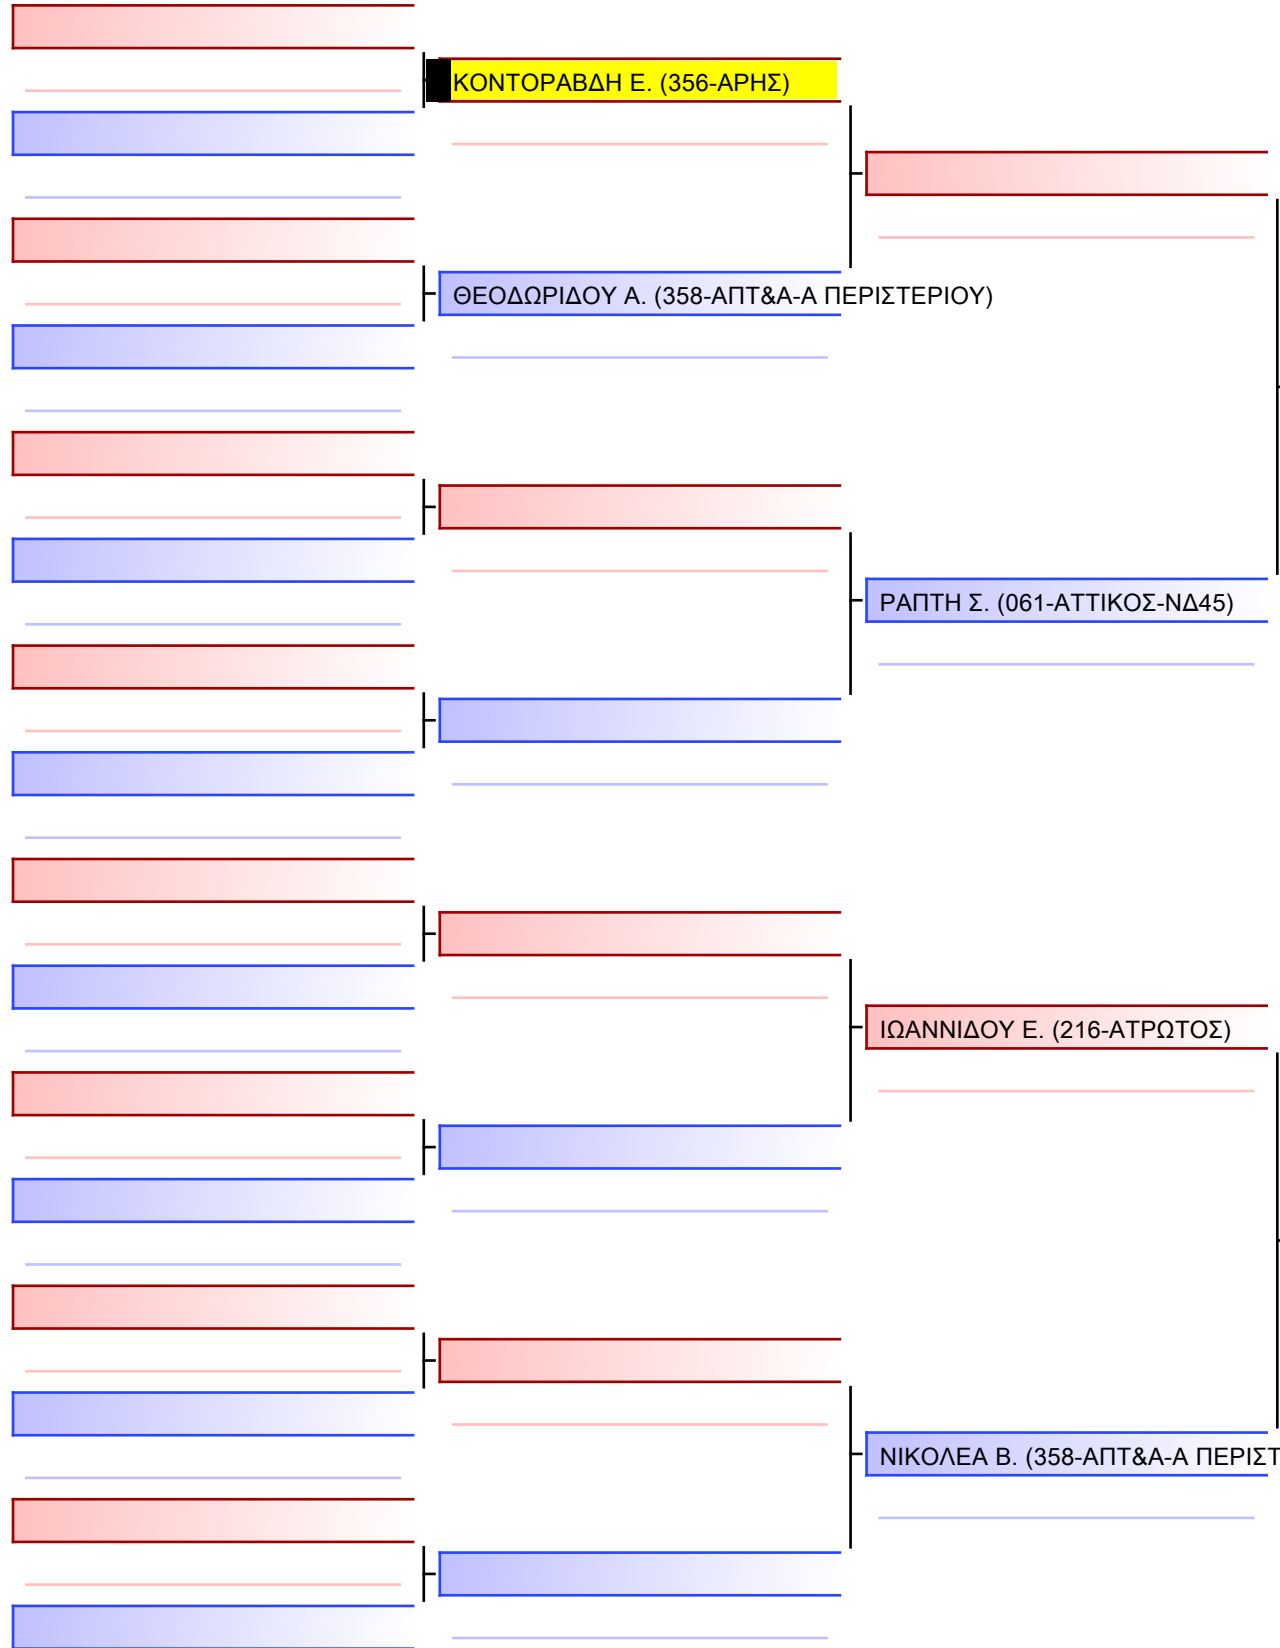 ΚΟΝΤΟΡΑΒΔΗ Ε. (356-ΑΡΗΣ)
ΘΕΟΔΩΡΙΔΟΥ Α. (358-ΑΠΤ&Α-Α ΠΕΡΙΣΤΕΡΙΟΥ)
ΡΑΠΤΗ Σ. (061-ΑΤΤΙΚΟΣ-ΝΔ45)
ΙΩΑΝΝΙΔΟΥ Ε. (216-ΑΤΡΩΤΟΣ)
ΝΙΚΟΛΕΑ Β. (358-ΑΠΤ&Α-Α ΠΕΡΙΣΤ